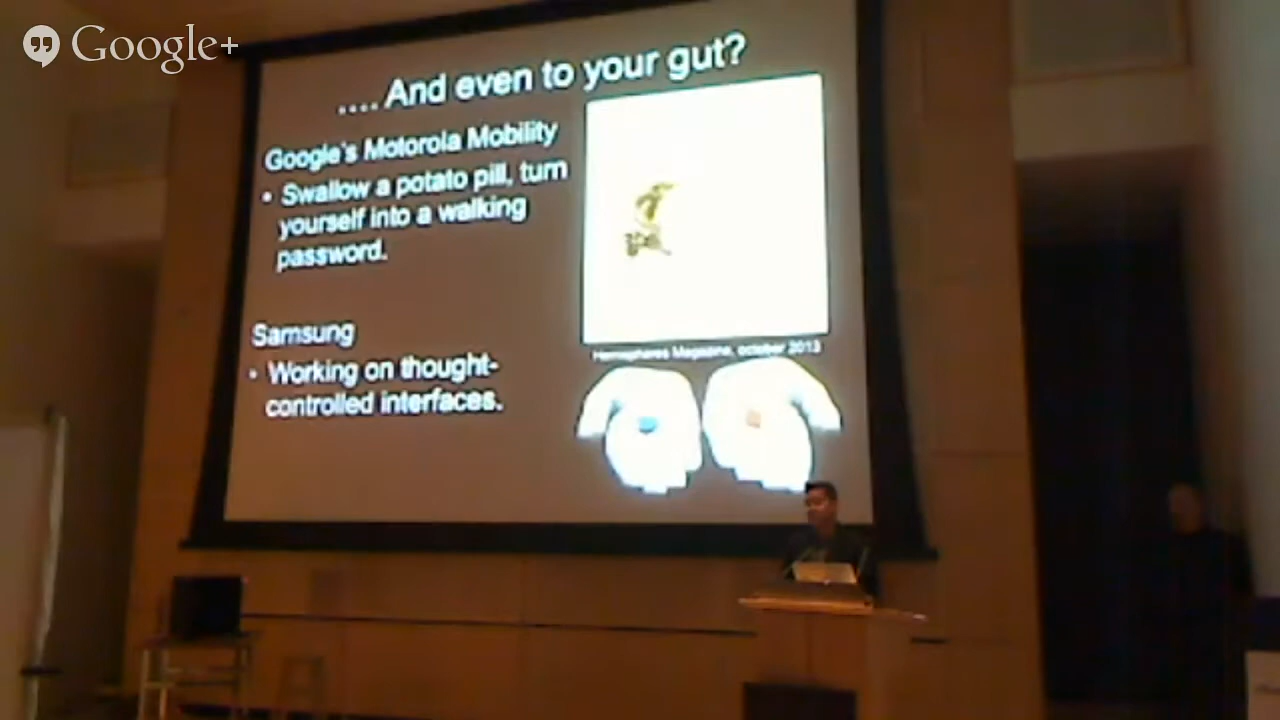 Google+
.... And even to your gut?
Google's Motorola Mobility
• Swallow a potato pill, turn
yourself into a walking
password.
Samsung
• Working on thought-
controlled interfaces.
Hemispheres Magazine, october 2013